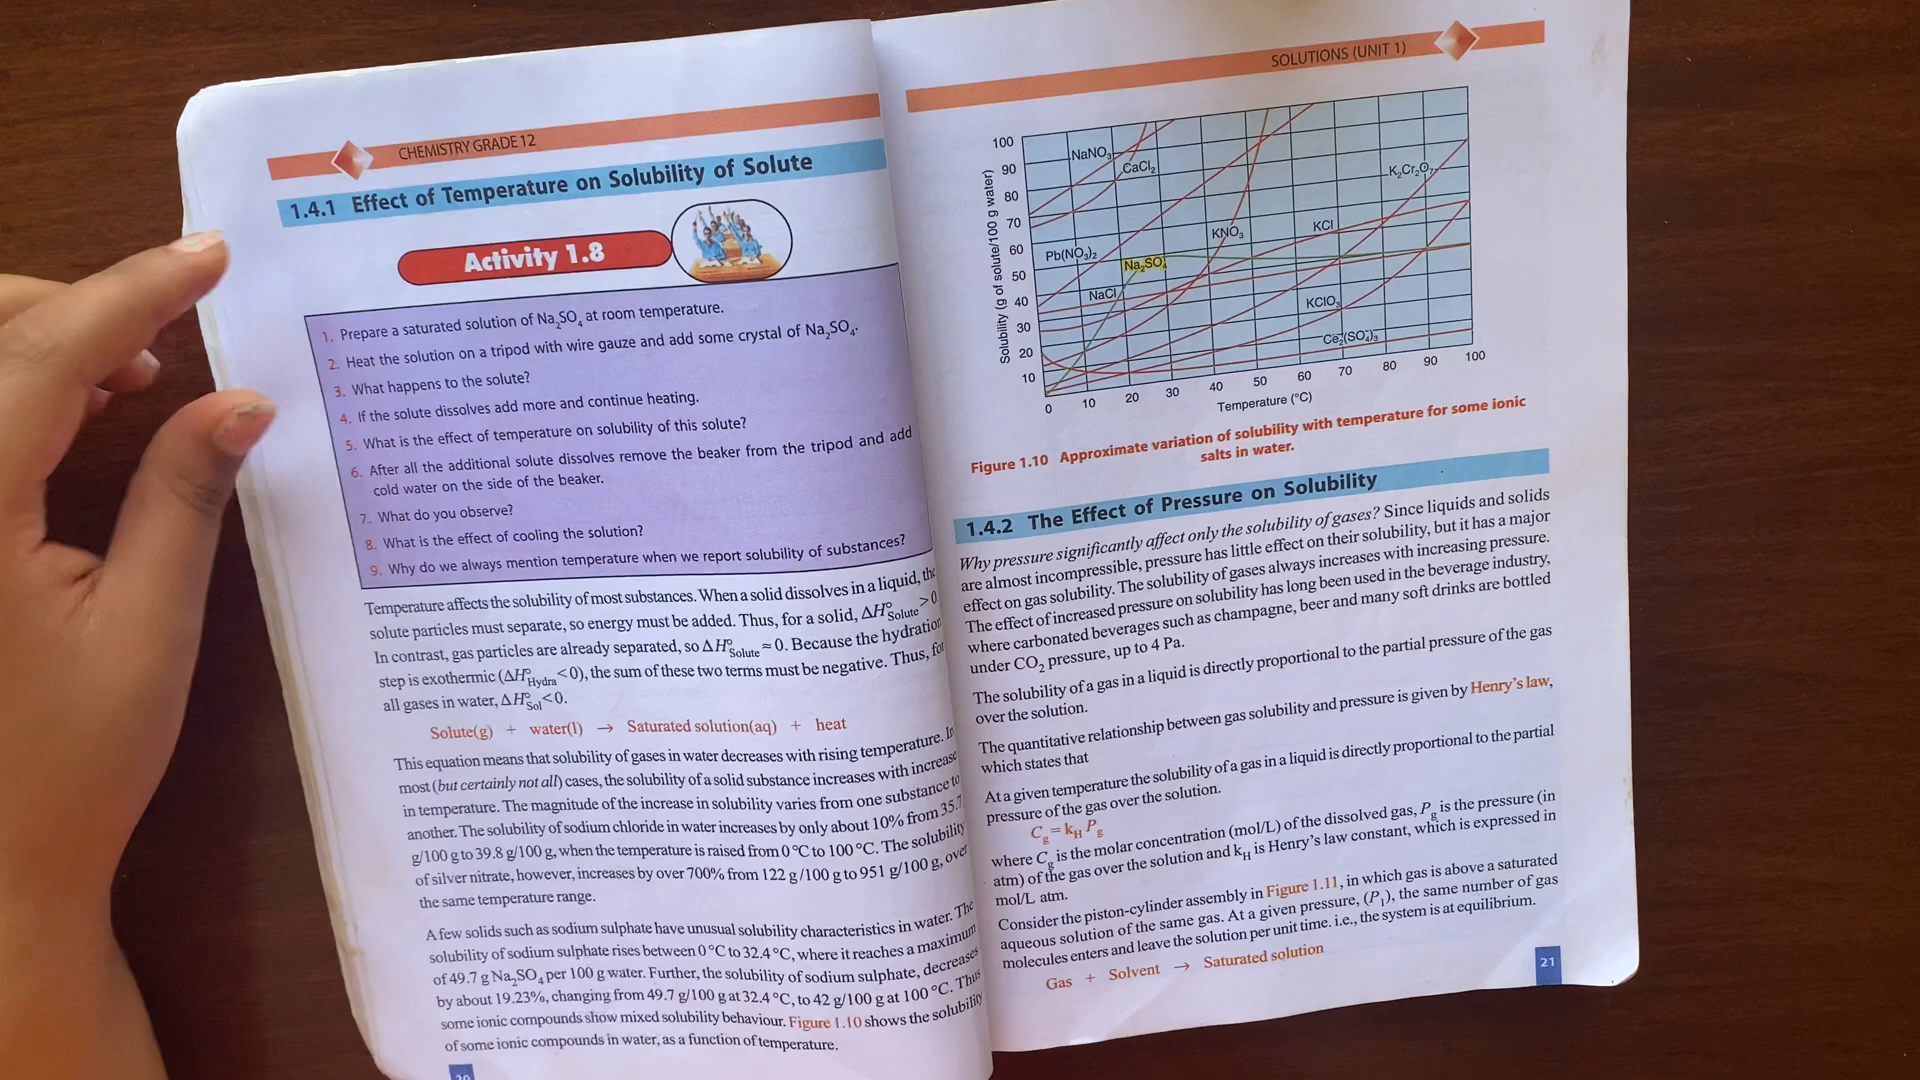 CHEMISTRY GRADE 12
1.4.1 Effect of Temperature on Solubility of Solute
Activity 1.8
1. Prepare a saturated solution of Na₂SO₄ at room temperature.
2. Heat the solution on a tripod with wire gauze and add some crystal of Na₂SO₄.
3. What happens to the solute?
4. If the solute dissolves add more and continue heating.
5. What is the effect of temperature on solubility of this solute?
6. After all the additional solute dissolves remove the beaker from the tripod and add
cold water on the side of the beaker.
7. What do you observe?
8. What is the effect of cooling the solution?
9. Why do we always mention temperature when we report solubility of substances?
Temperature affects the solubility of most substances. When a solid dissolves in a liquid, the
solute particles must separate, so energy must be added. Thus, for a solid, ΔH°Solute > 0
In contrast, gas particles are already separated, so ΔH°Solute ≈ 0. Because the hydration
step is exothermic (ΔH°Hydra < 0), the sum of these two terms must be negative. Thus, for
all gases in water, ΔH°Sol < 0.
Solute(g) + water(l) → Saturated solution(aq) + heat
This equation means that solubility of gases in water decreases with rising temperature. In
most (but certainly not all) cases, the solubility of a solid substance increases with increase
in temperature. The magnitude of the increase in solubility varies from one substance to
another. The solubility of sodium chloride in water increases by only about 10% from 35.7
g/100 g to 39.8 g/100 g, when the temperature is raised from 0 °C to 100 °C. The solubility
of silver nitrate, however, increases by over 700% from 122 g/100 g to 951 g/100 g, over
the same temperature range.
A few solids such as sodium sulphate have unusual solubility characteristics in water. The
solubility of sodium sulphate rises between 0 °C to 32.4 °C, where it reaches a maximum
of 49.7 g Na₂SO₄ per 100 g water. Further, the solubility of sodium sulphate, decreases
by about 19.23%, changing from 49.7 g/100 g at 32.4 °C, to 42 g/100 g at 100 °C. Thus
some ionic compounds show mixed solubility behaviour. Figure 1.10 shows the solubility
of some ionic compounds in water, as a function of temperature.
20
SOLUTIONS (UNIT 1)
Solubility (g of solute/100 g water)
100
90
80
70
60
50
40
30
20
10
NaNO₃
CaCl₂
K₂Cr₂O₇
KNO₃
KCl
Pb(NO₃)₂
Na₂SO₄
NaCl
KClO₃
Ce₂(SO₄)₃
0 10 20 30 40 50 60 70 80 90 100
Temperature (°C)
Figure 1.10 Approximate variation of solubility with temperature for some ionic
salts in water.
1.4.2 The Effect of Pressure on Solubility
Why pressure significantly affect only the solubility of gases? Since liquids and solids
are almost incompressible, pressure has little effect on their solubility, but it has a major
effect on gas solubility. The solubility of gases always increases with increasing pressure.
The effect of increased pressure on solubility has long been used in the beverage industry,
where carbonated beverages such as champagne, beer and many soft drinks are bottled
under CO₂ pressure, up to 4 Pa.
The solubility of a gas in a liquid is directly proportional to the partial pressure of the gas
over the solution.
The quantitative relationship between gas solubility and pressure is given by Henry's law,
which states that
At a given temperature the solubility of a gas in a liquid is directly proportional to the partial
pressure of the gas over the solution.
Cg = kH Pg
where Cg is the molar concentration (mol/L) of the dissolved gas, Pg is the pressure (in
atm) of the gas over the solution and kH is Henry's law constant, which is expressed in
mol/L atm.
Consider the piston-cylinder assembly in Figure 1.11, in which gas is above a saturated
aqueous solution of the same gas. At a given pressure, (P₁), the same number of gas
molecules enters and leave the solution per unit time. i.e., the system is at equilibrium.
Gas + Solvent → Saturated solution
21